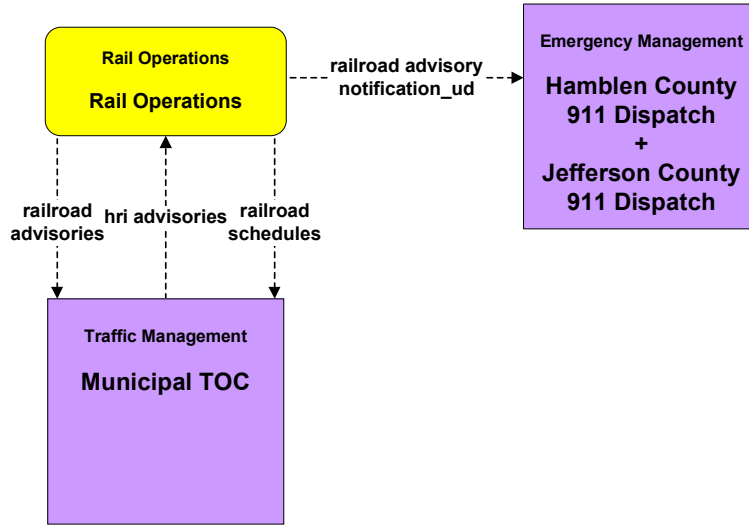 Rail Operations
Rail Operations
railroad advisory
notification_ud
Emergency Management
Hamblen County
911 Dispatch
+
Jefferson County
911 Dispatch
railroad
advisories
hri advisories
railroad
schedules
Traffic Management
Municipal TOC